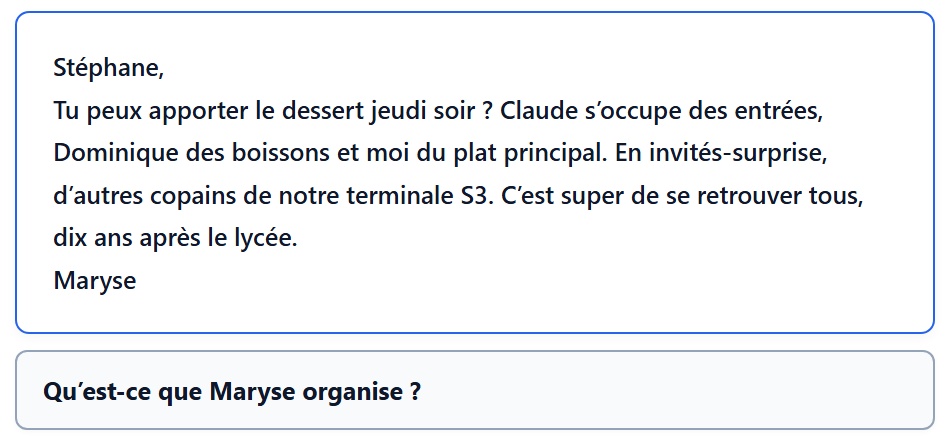 Stéphane,
Tu peux apporter le dessert jeudi soir ? Claude s’occupe des entrées,
Dominique des boissons et moi du plat principal. En invités-surprise,
d’autres copains de notre terminale S3. C’est super de se retrouver tous,
dix ans après le lycée.
Maryse
Qu’est-ce que Maryse organise ?